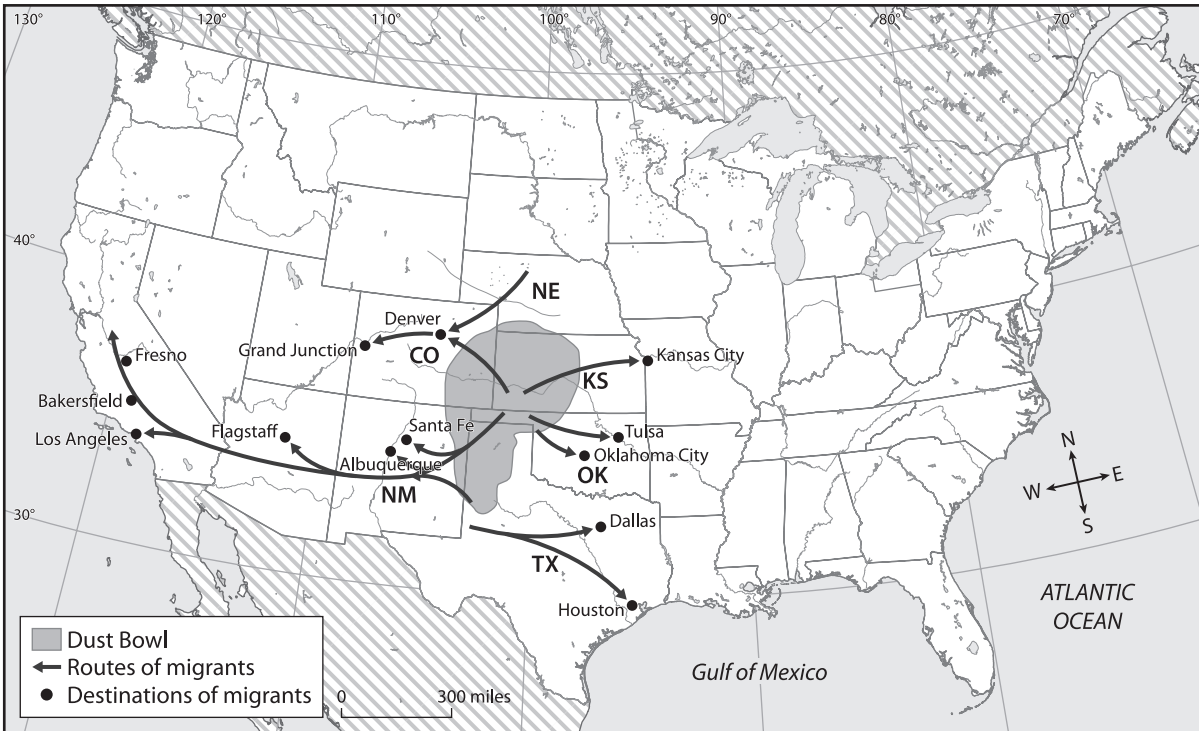 130°
120°
110°
100°
90°
80°
70°
40°
30°
NE
Denver
Grand Junction
CO
Fresno
Kansas City
KS
Bakersfield
Los Angeles
Flagstaff
Santa Fe
Tulsa
Albuquerque
Oklahoma City
OK
NM
N
W
E
S
Dallas
TX
Houston
ATLANTIC
OCEAN
Gulf of Mexico
Dust Bowl
Routes of migrants
Destinations of migrants
0
300 miles